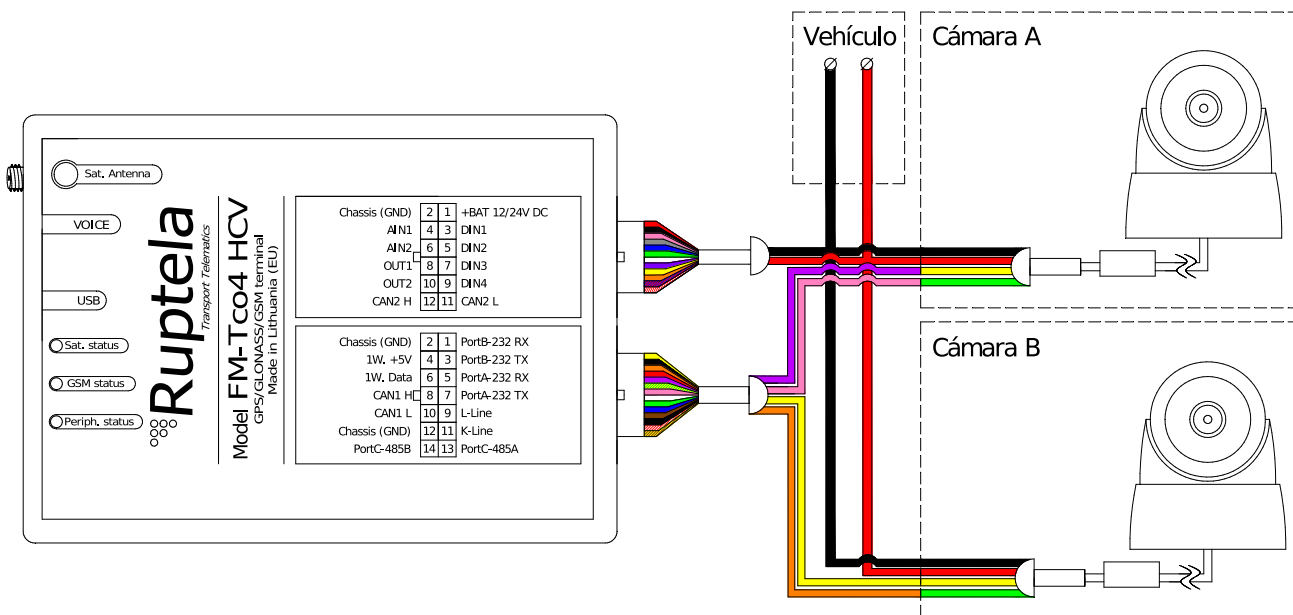 Vehículo
Cámara A
Sat. Antenna
VOICE
USB
Sat. status
GSM status
Periph. status
Ruptela
Transport Telematics
Model FM-Tco4 HCV
GPS/GLONASS/GSM terminal
Made in Lithuania (EU)
Chassis (GND) 2 1 +BAT 12/24V DC
AIN1 4 3 DIN1
AIN2 6 5 DIN2
OUT1 8 7 DIN3
OUT2 10 9 DIN4
CAN2 H 12 11 CAN2 L
Chassis (GND) 2 1 PortB-232 RX
1W. +5V 4 3 PortB-232 TX
1W. Data 6 5 PortA-232 RX
CAN1 H 8 7 PortA-232 TX
CAN1 L 10 9 L-Line
Chassis (GND) 12 11 K-Line
PortC-485B 14 13 PortC-485A
Cámara B